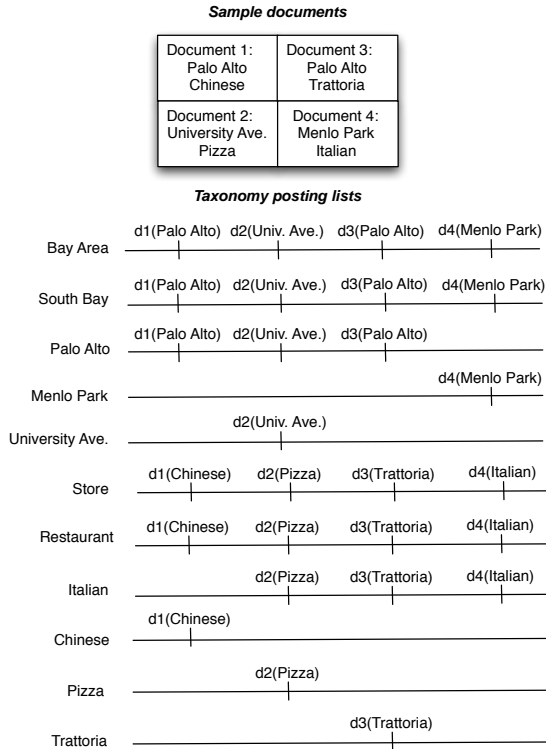 Sample documents
Document 1:
Palo Alto
Chinese
Document 3:
Palo Alto
Trattoria
Document 2:
University Ave.
Pizza
Document 4:
Menlo Park
Italian
Taxonomy posting lists
d1(Palo Alto) d2(Univ. Ave.) d3(Palo Alto) d4(Menlo Park)
Bay Area
d1(Palo Alto) d2(Univ. Ave.) d3(Palo Alto) d4(Menlo Park)
South Bay
d1(Palo Alto) d2(Univ. Ave.) d3(Palo Alto)
Palo Alto
d4(Menlo Park)
Menlo Park
d2(Univ. Ave.)
University Ave.
d1(Chinese) d2(Pizza) d3(Trattoria) d4(Italian)
Store
d1(Chinese) d2(Pizza) d3(Trattoria) d4(Italian)
Restaurant
d2(Pizza) d3(Trattoria) d4(Italian)
Italian
d1(Chinese)
Chinese
d2(Pizza)
Pizza
d3(Trattoria)
Trattoria